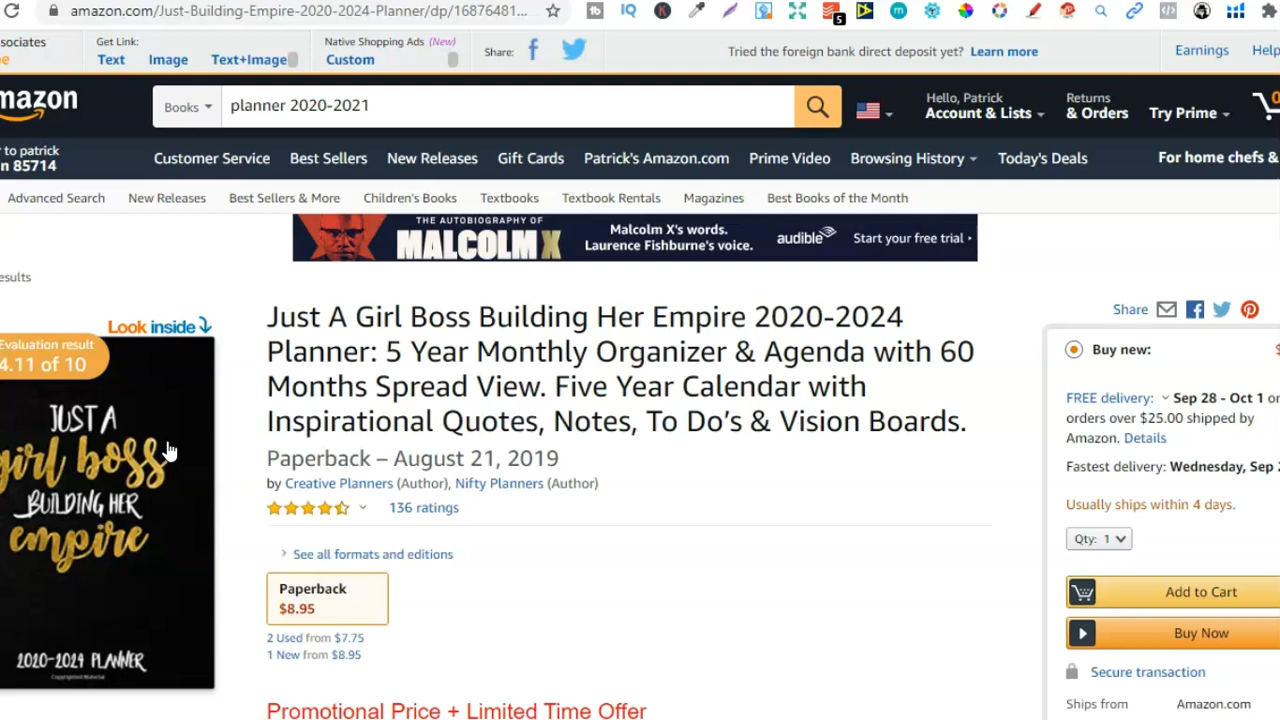 amazon.com/Just-Building-Empire-2020-2024-Planner/dp/16876481...
5
sociates
Get Link:
Native Shopping Ads (New)
Text
Image
Text+Image
Custom
Share:
Tried the foreign bank direct deposit yet? Learn more
Earnings
Help
mazon
Books
planner 2020-2021
Hello, Patrick
Account & Lists
Returns
& Orders
Try Prime
0
r to patrick
n 85714
Customer Service
Best Sellers
New Releases
Gift Cards
Patrick's Amazon.com
Prime Video
Browsing History
Today's Deals
For home chefs &
Advanced Search
New Releases
Best Sellers & More
Children's Books
Textbooks
Textbook Rentals
Magazines
Best Books of the Month
THE AUTOBIOGRAPHY OF
MALCOLM X
Malcolm X's words.
Laurence Fishburne's voice.
audible
Start your free trial
esults
Look inside
Evaluation result
4.11 of 10
JUST A
girl boss
BUILDING HER
empire
2020-2024 PLANNER
Copyrighted Material
Just A Girl Boss Building Her Empire 2020-2024
Planner: 5 Year Monthly Organizer & Agenda with 60
Months Spread View. Five Year Calendar with
Inspirational Quotes, Notes, To Do's & Vision Boards.
Paperback – August 21, 2019
by Creative Planners (Author), Nifty Planners (Author)
136 ratings
See all formats and editions
Paperback
$8.95
2 Used from $7.75
1 New from $8.95
Promotional Price + Limited Time Offer
Share
Buy new:
FREE delivery: Sep 28 - Oct 1 on
orders over $25.00 shipped by
Amazon. Details
Fastest delivery: Wednesday, Sep 2
Usually ships within 4 days.
Qty: 1
Add to Cart
Buy Now
Secure transaction
Ships from
Amazon.com